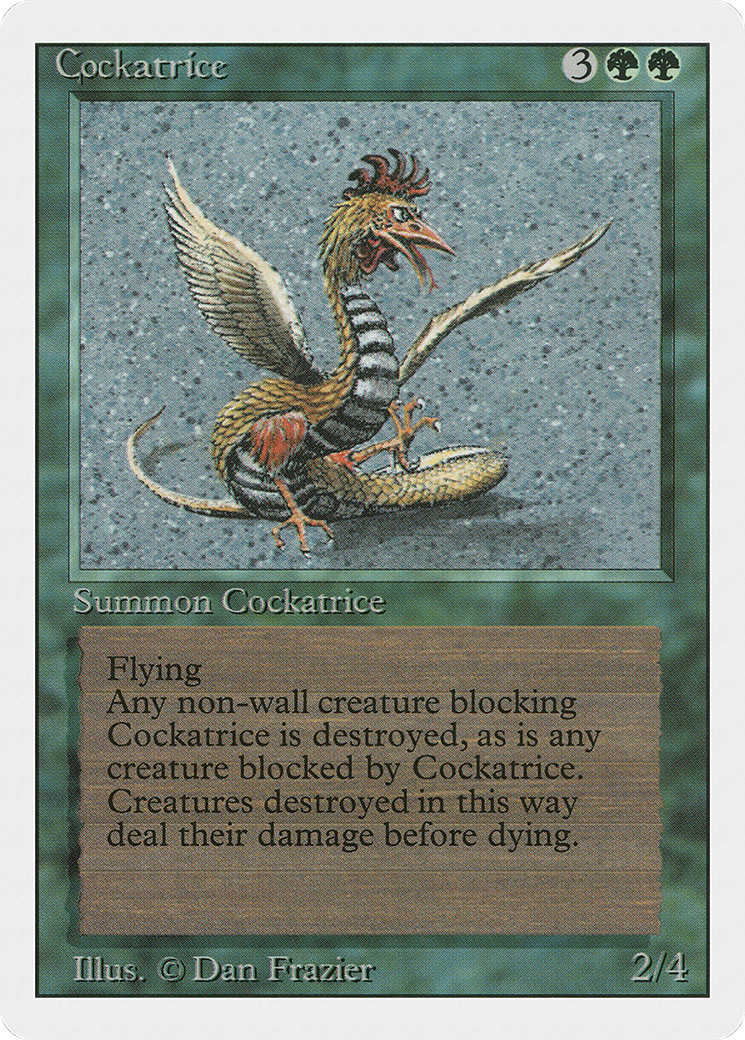 Cockatrice 3
Summon Cockatrice
Flying
Any non-wall creature blocking
Cockatrice is destroyed, as is any
creature blocked by Cockatrice.
Creatures destroyed in this way
deal their damage before dying.
Illus. © Dan Frazier 2/4